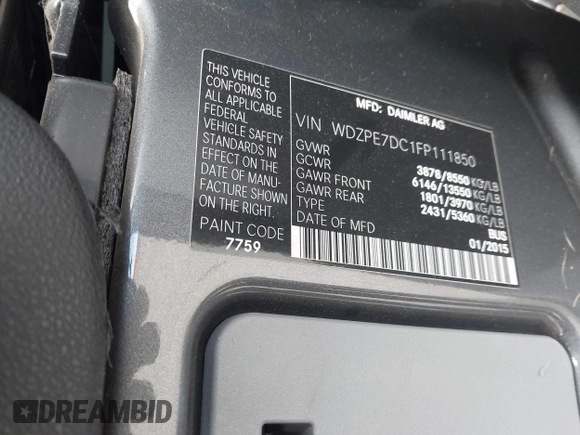 THIS VEHICLE
CONFORMS TO
ALL APPLICABLE
FEDERAL
VEHICLE SAFETY
STANDARDS
IN EFFECT ON THE
DATE OF MANU-
FACTURE SHOWN
ON THE RIGHT.
PAINT CODE
7759
MFD: DAIMLER AG
VIN WDZPE7DC1FP111850
GVWR 3878/8550 KG/LB
GCWR 6146/13550 KG/LB
GAWR FRONT 1801/3970 KG/LB
GAWR REAR 2431/5360 KG/LB
TYPE BUS
DATE OF MFD 01/2015
DREAMBID